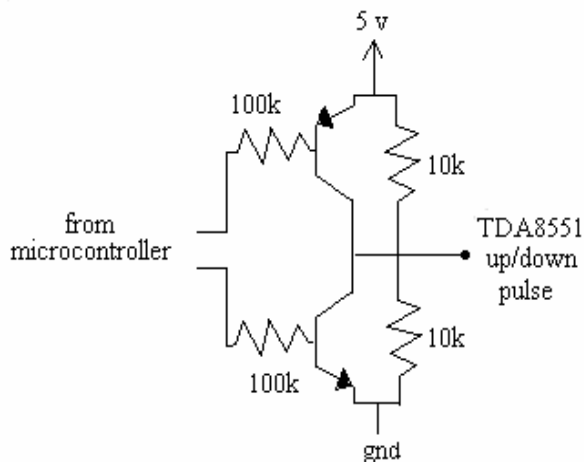 5 v
100k
10k
from
microcontroller
TDA8551
up/down
pulse
10k
100k
gnd